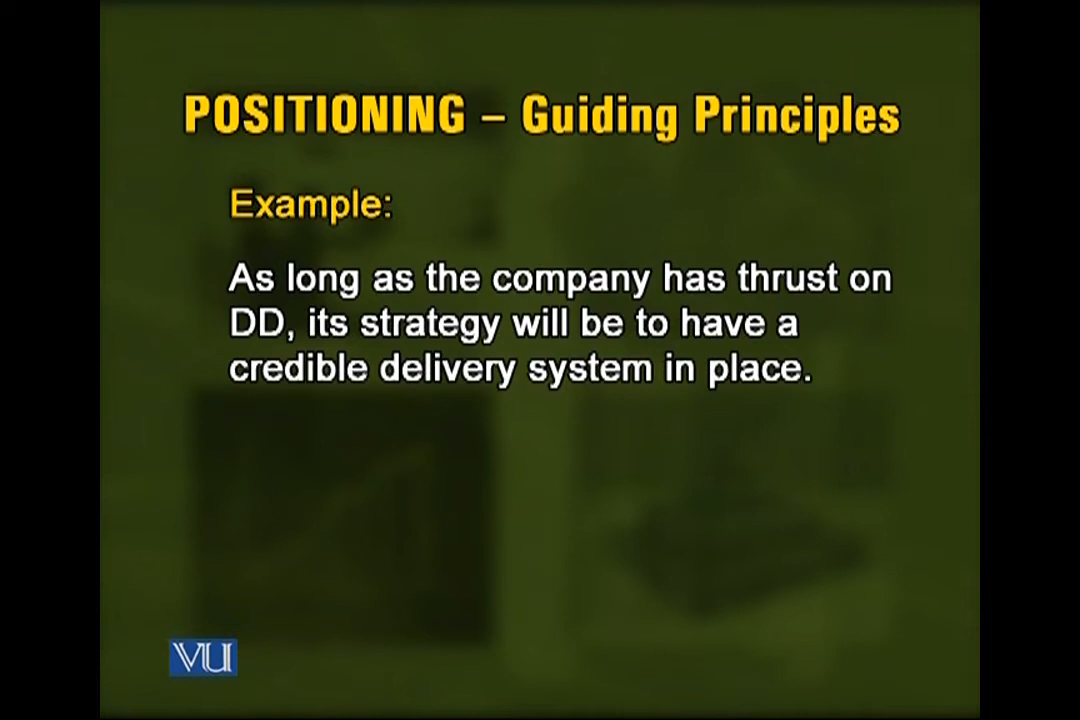 POSITIONING – Guiding Principles
Example:
As long as the company has thrust on
DD, its strategy will be to have a
credible delivery system in place.
VU